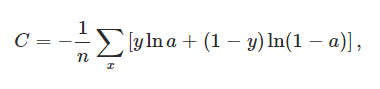 C = −\frac{1}{n} \sum_{x} [y ln a + (1 − y) ln(1 − a)],